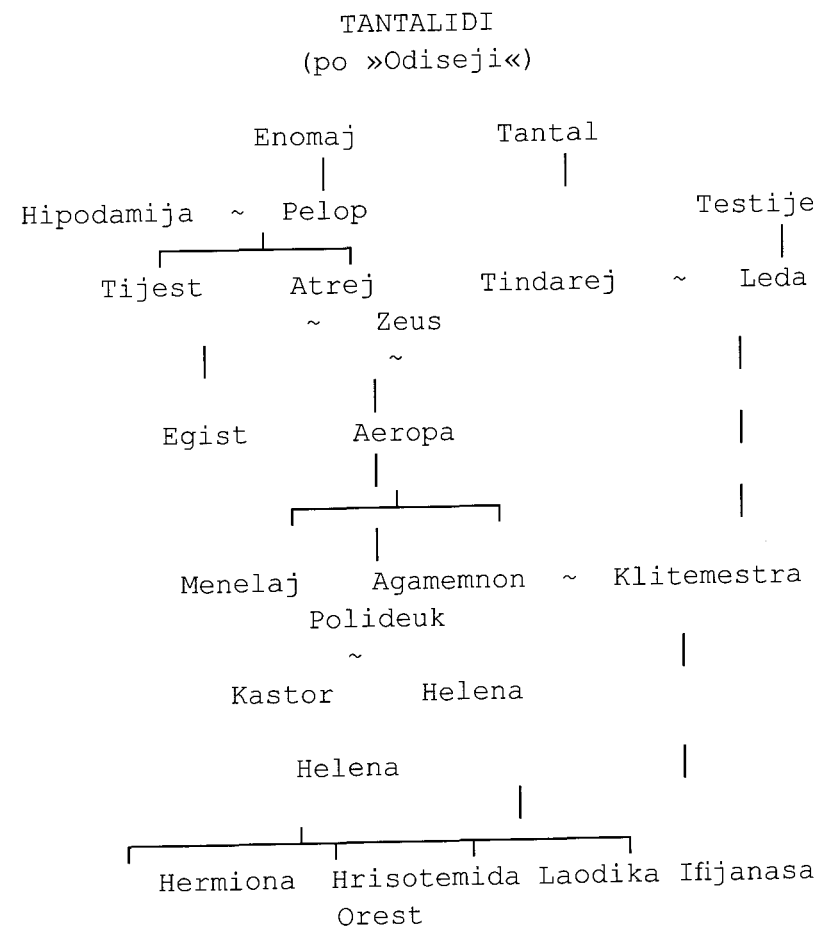 TANTALIDI
(po »Odiseji«)
Enomaj Tantal
Hipodamija ~ Pelop Testije
Tijest Atrej Tindarej ~ Leda
~ Zeus
~
Egist Aeropa
Menelaj Agamemnon ~ Klitemestra
Polideuk
~
Kastor Helena
Helena
Hermiona Hrisotemida Laodika Ifijanasa
Orest